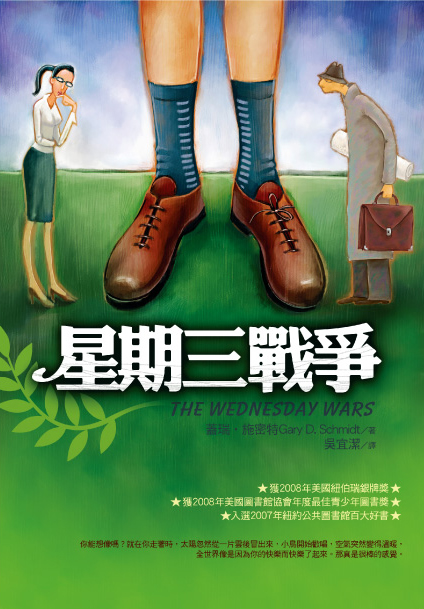 星期三戰爭
THE WEDNESDAY WARS
蓋瑞・施密特Gary D. Schmidt／著
吳宜潔／譯
★獲2008年美國紐伯瑞銀牌獎★
★獲2008年美國圖書館協會年度最佳青少年圖書獎★
★入選2007年紐約公共圖書館百大好書★
你能想像嗎？就在你走著時，太陽忽然從一片雲後冒出來，小鳥開始歡唱，空氣突然變得溫暖，
全世界像是因為你的快樂而快樂了起來。那真是很棒的感覺。